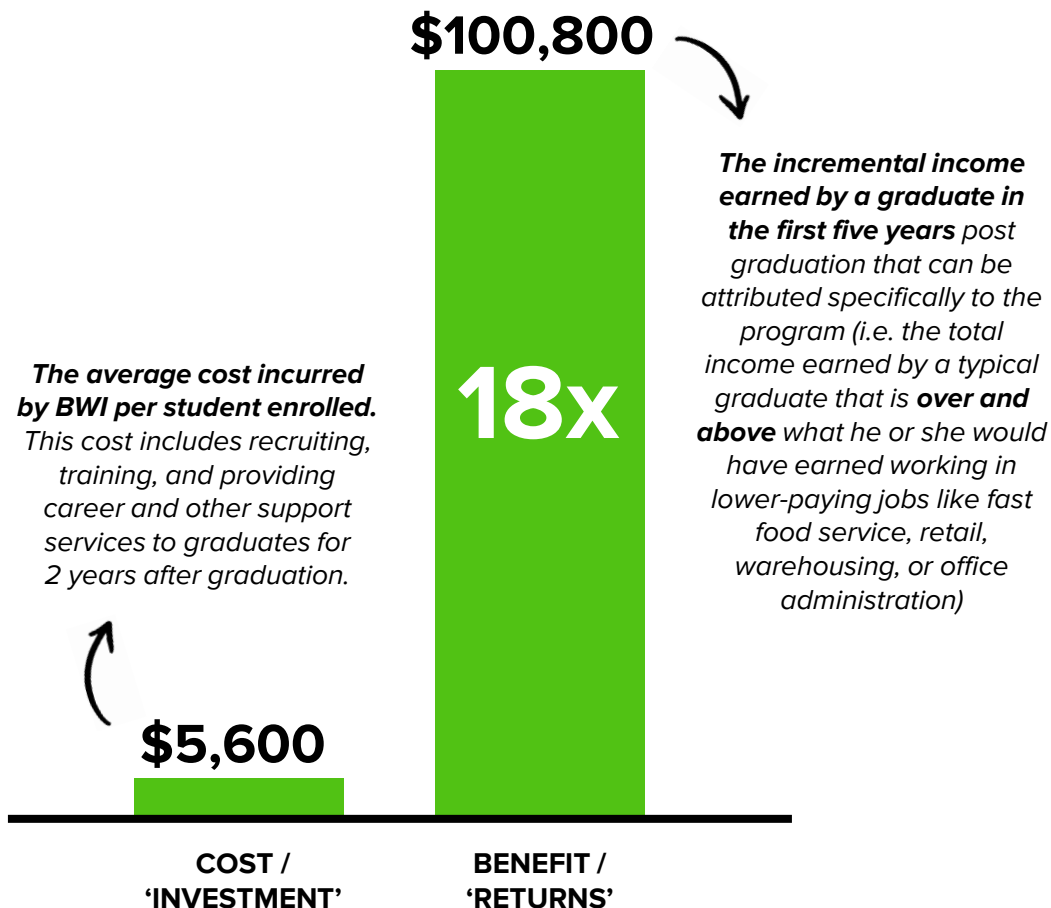 $100,800
The incremental income
earned by a graduate in
the first five years post
graduation that can be
attributed specifically to the
program (i.e. the total
income earned by a typical
graduate that is over and
above what he or she would
have earned working in
lower-paying jobs like fast
food service, retail,
warehousing, or office
administration)
18x
The average cost incurred
by BWI per student enrolled.
This cost includes recruiting,
training, and providing
career and other support
services to graduates for
2 years after graduation.
$5,600
COST /
‘INVESTMENT’
BENEFIT /
‘RETURNS’